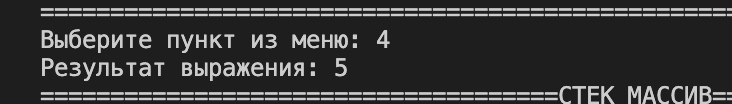 ==================================================
Выберите пункт из меню: 4
Результат выражения: 5
=====================================СТЕК МАССИВ==